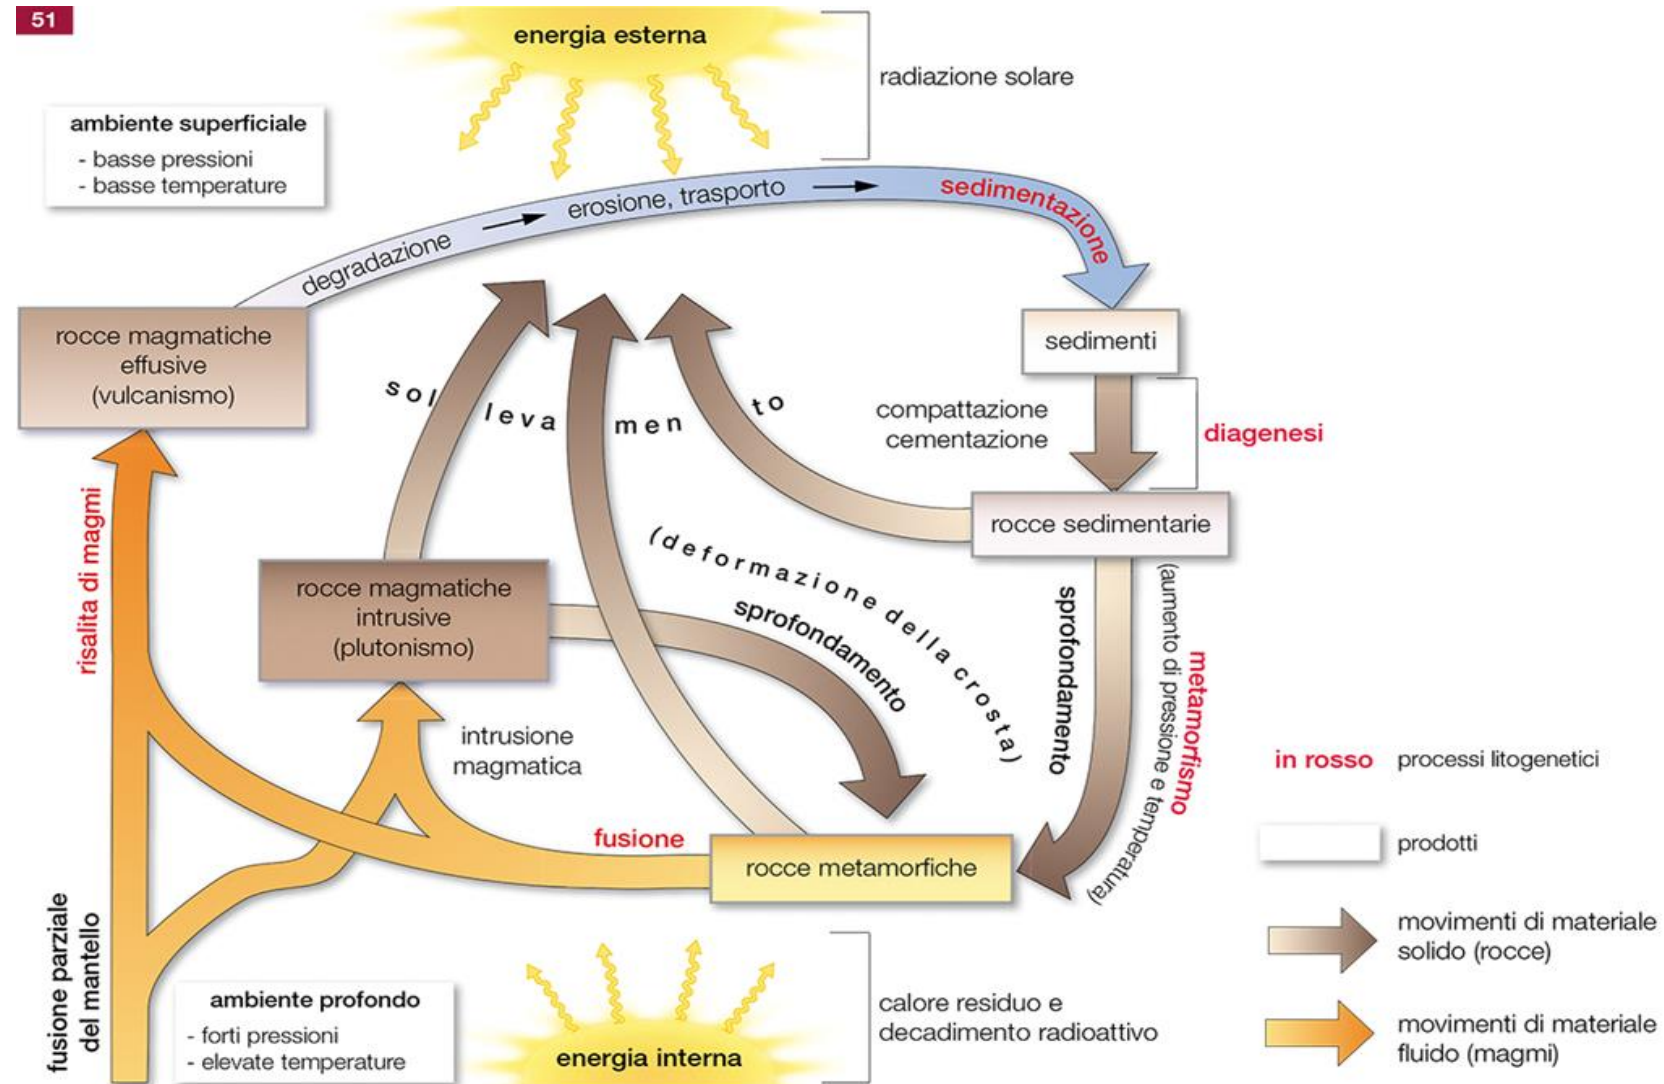 51
energia esterna
radiazione solare
ambiente superficiale
- basse pressioni
- basse temperature
degradazione
erosione, trasporto
sedimentazione
rocce magmatiche
effusive
(vulcanismo)
sedimenti
sollevamento
compattazione
cementazione
diagenesi
rocce sedimentarie
risalita di magmi
(deformazione della crosta)
rocce magmatiche
intrusive
(plutonismo)
sprofondamento
sprofondamento
metamorfismo
(aumento di pressione e temperatura)
intrusione
magmatica
fusione
rocce metamorfiche
fusione parziale
del mantello
ambiente profondo
- forti pressioni
- elevate temperature
energia interna
calore residuo e
decadimento radioattivo
in rosso processi litogenetici
prodotti
movimenti di materiale
solido (rocce)
movimenti di materiale
fluido (magmi)